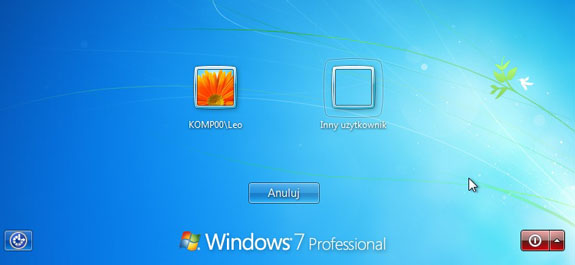 KOMP00\Leo
Inny użytkownik
Anuluj
Windows 7 Professional